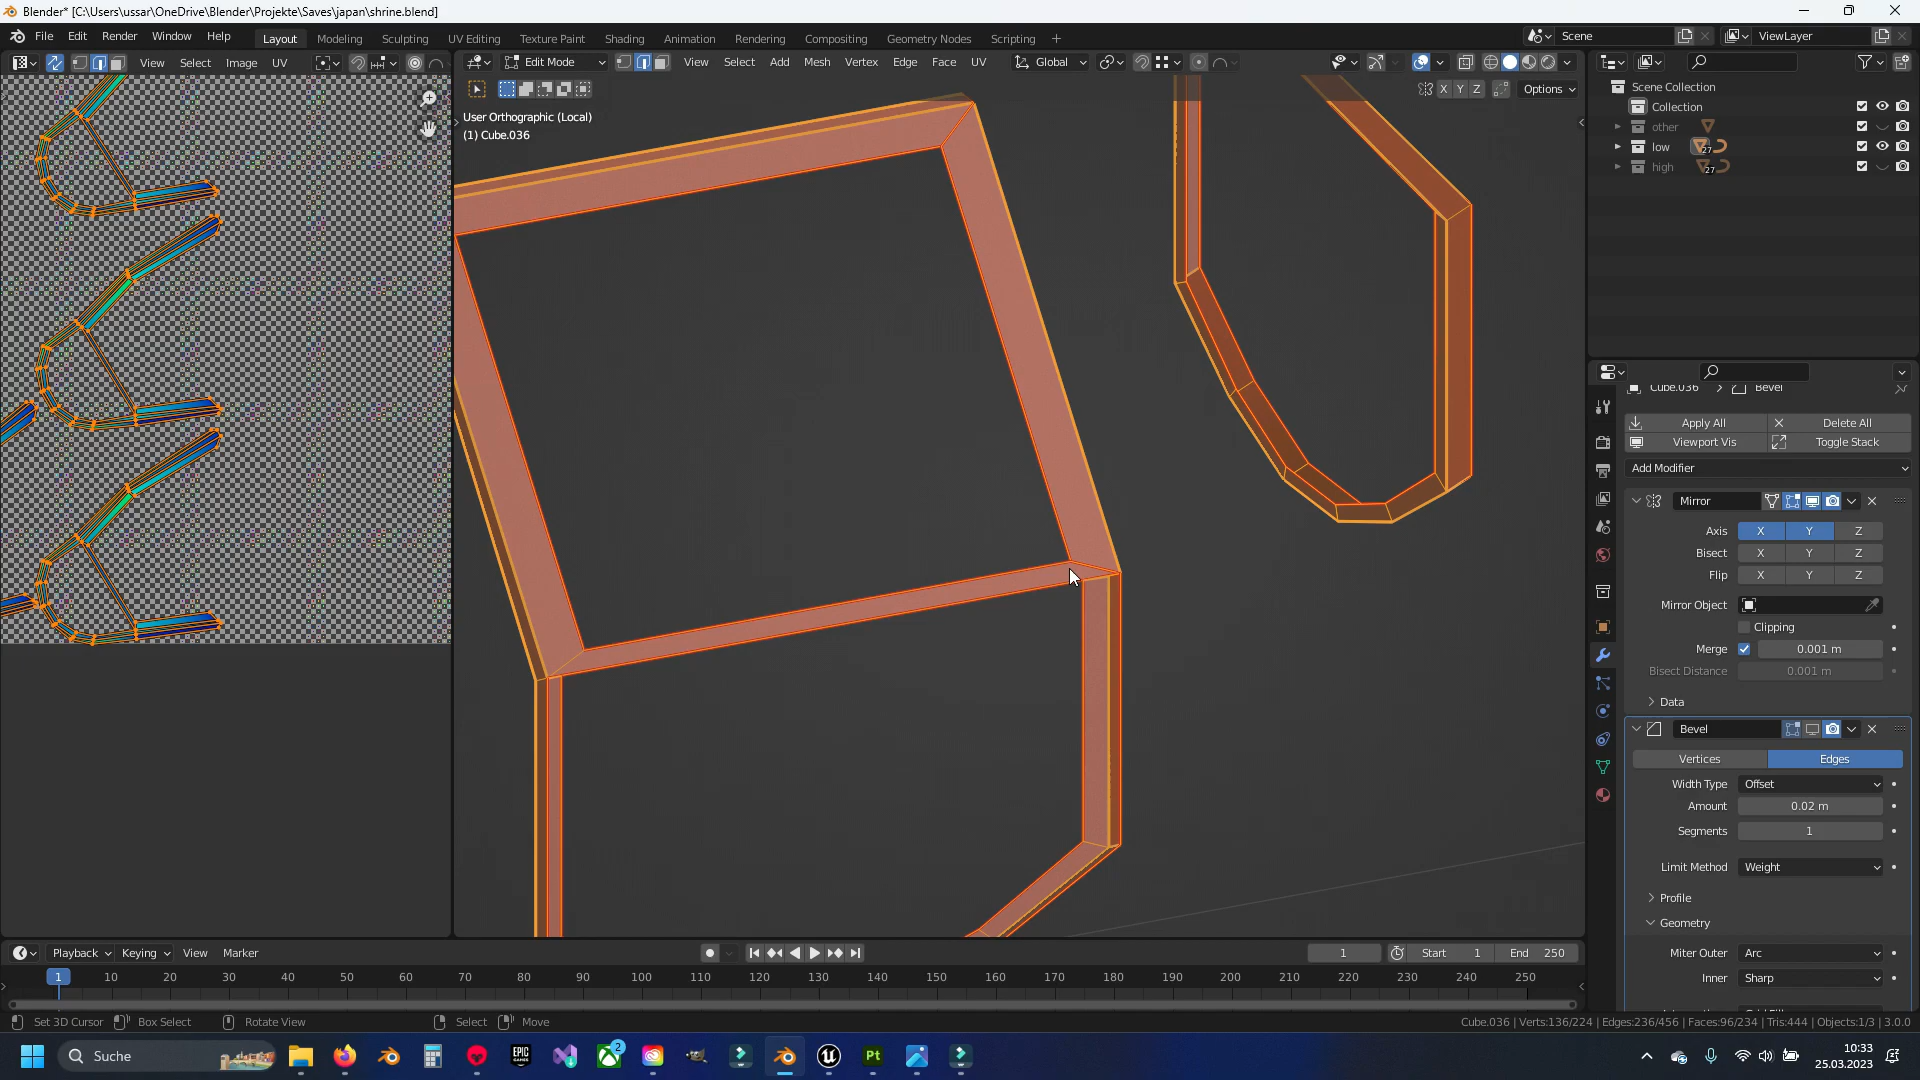 Blender* [C:\Users\ussar\OneDrive\Blender\Projekte\Saves\japan\shrine.blend]
File Edit Render Window Help Layout Modeling Sculpting UV Editing Texture Paint Shading Animation Rendering Compositing Geometry Nodes Scripting + Scene ViewLayer
View Select Image UV Edit Mode View Select Add Mesh Vertex Edge Face UV Global
X Y Z Options
User Orthographic (Local)
(1) Cube.036
Scene Collection
Collection
other
low 27
high 27
Cube.036 > Bevel
Apply All Delete All
Viewport Vis Toggle Stack
Add Modifier
Mirror
Axis X Y Z
Bisect X Y Z
Flip X Y Z
Mirror Object
Clipping
Merge 0.001 m
Bisect Distance 0.001 m
Data
Bevel
Vertices Edges
Width Type Offset
Amount 0.02 m
Segments 1
Limit Method Weight
Profile
Geometry
Miter Outer Arc
Inner Sharp
Playback Keying View Marker 1 Start 1 End 250
1 10 20 30 40 50 60 70 80 90 100 110 120 130 140 150 160 170 180 190 200 210 220 230 240 250
Set 3D Cursor Box Select Rotate View Select Move Cube.036 | Verts:136/224 | Edges:236/456 | Faces:96/234 | Tris:444 | Objects:1/3 | 3.0.0
Suche EPIC GAMES 2 Pt 10:33
25.03.2023